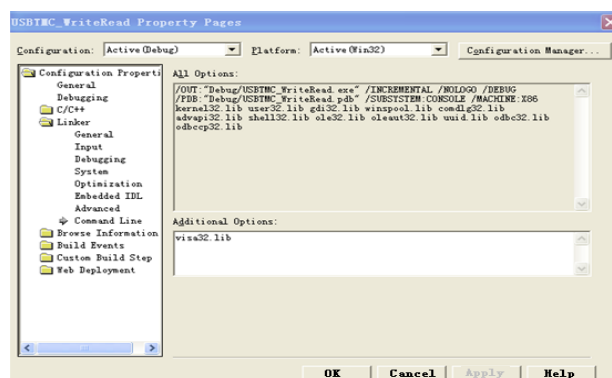 USBTMC_WriteRead Property Pages
Configuration: Active(Debug) Platform: Active(Win32) Configuration Manager...
Configuration Properti
General
Debugging
C/C++
Linker
General
Input
Debugging
System
Optimization
Embedded IDL
Advanced
Command Line
Browse Information
Build Events
Custom Build Step
Web Deployment
All Options:
/OUT:"Debug/USBTMC_WriteRead.exe" /INCREMENTAL /NOLOGO /DEBUG
/PDB:"Debug/USBTMC_WriteRead.pdb" /SUBSYSTEM:CONSOLE /MACHINE:X86
kernel32.lib user32.lib gdi32.lib winspool.lib comdlg32.lib
advapi32.lib shell32.lib ole32.lib oleaut32.lib uuid.lib odbc32.lib
odbccp32.lib
Additional Options:
visa32.lib
OK Cancel Apply Help